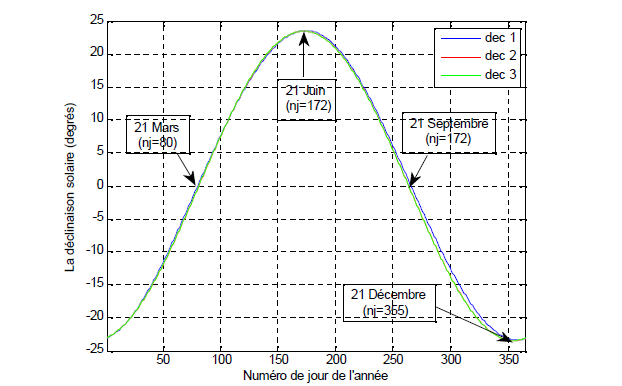 25
20
15
10
5
0
-5
-10
-15
-20
-25
La déclinaison solaire (degrés)
dec 1
dec 2
dec 3
21 Juin
(nj=172)
21 Mars
(nj=80)
21 Septembre
(nj=172)
21 Décembre
(nj=355)
50
100
150
200
250
300
350
Numéro de jour de l'année